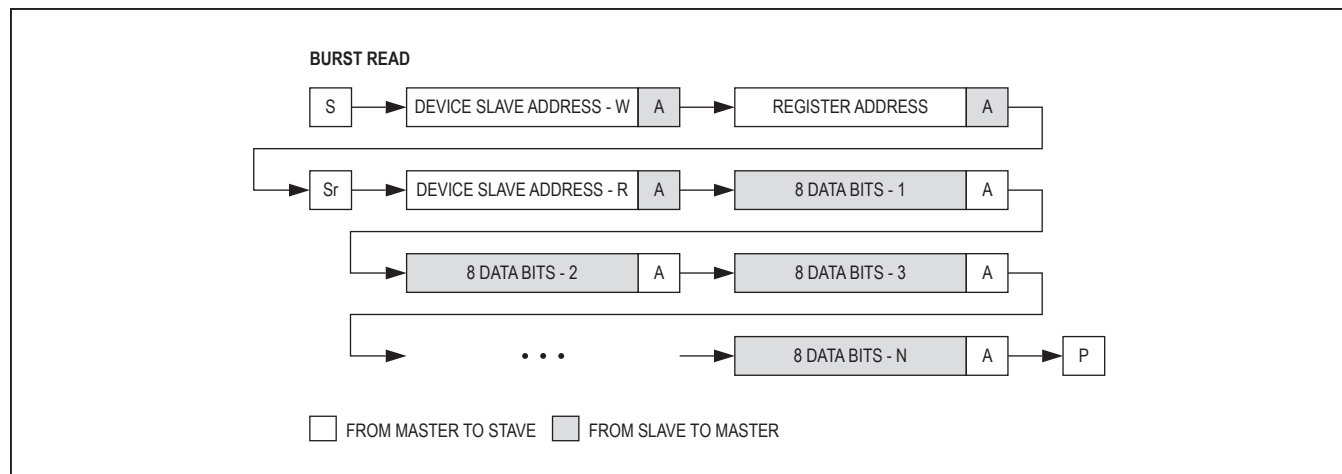 BURST READ
S DEVICE SLAVE ADDRESS - W A REGISTER ADDRESS A
Sr DEVICE SLAVE ADDRESS - R A 8 DATA BITS - 1 A
8 DATA BITS - 2 A 8 DATA BITS - 3 A
• • • 8 DATA BITS - N A P
FROM MASTER TO STAVE FROM SLAVE TO MASTER